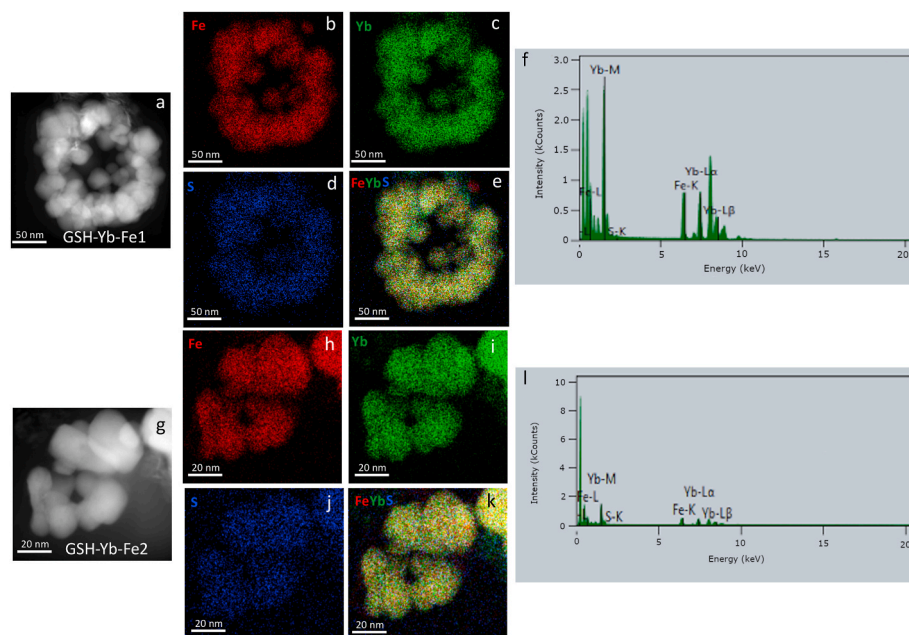 a
50 nm
GSH-Yb-Fe1
Fe
b
50 nm
Yb
c
50 nm
S
d
50 nm
FeYbS
e
50 nm
f
3.0
2.5
2.0
1.5
1.0
0.5
0
Intensity (kCounts)
Yb-M
Fe-L
-L
S-K
Fe-K
Yb-Lα
Yb-Lβ
0
5
10
15
20
Energy (keV)
g
20 nm
GSH-Yb-Fe2
Fe
h
20 nm
Yb
i
20 nm
S
j
20 nm
FeYbS
k
20 nm
l
10
8
6
4
2
0
Intensity (kCounts)
Yb-M
Fe-L
-L
S-K
Fe-K
Yb-Lα
Yb-Lβ
0
5
10
15
20
Energy (keV)